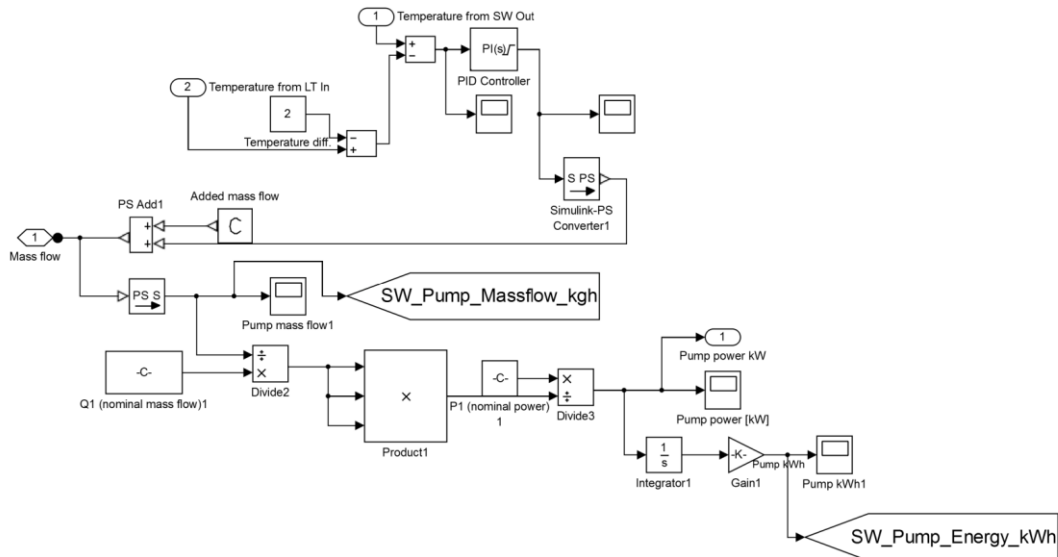 1
Temperature from SW Out
+
−
PI(s)
PID Controller
2
Temperature from LT In
2
−
+
Temperature diff.
S PS
Simulink-PS
Converter1
PS Add1
Added mass flow
+
+
C
1
Mass flow
PS S
Pump mass flow1
SW_Pump_Massflow_kgh
-C-
Q1 (nominal mass flow)1
÷
×
Divide2
×
Product1
-C-
P1 (nominal power)
1
×
÷
Divide3
1
Pump power kW
Pump power [kW]
1
s
Integrator1
-K-
Gain1
Pump kWh
Pump kWh1
SW_Pump_Energy_kWh